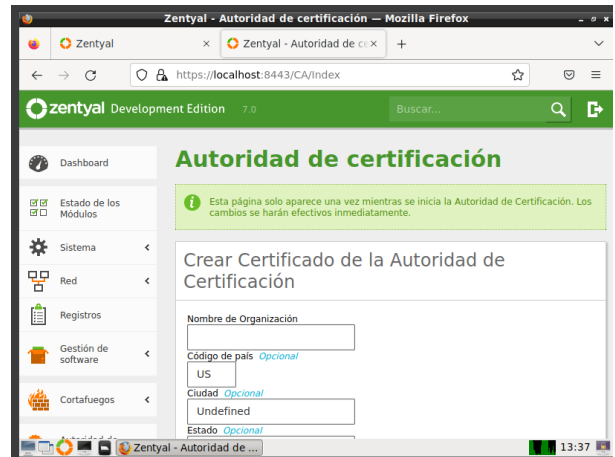 Zentyal - Autoridad de certificación — Mozilla Firefox
Zentyal
Zentyal - Autoridad de ce
https://localhost:8443/CA/Index
zentyal Development Edition 7.0
Buscar...
Dashboard
Estado de los
Módulos
Sistema
Red
Registros
Gestión de
software
Cortafuegos
Autoridad de certificación
Esta página solo aparece una vez mientras se inicia la Autoridad de Certificación. Los
cambios se harán efectivos inmediatamente.
Crear Certificado de la Autoridad de
Certificación
Nombre de Organización
Código de país Opcional
US
Ciudad Opcional
Undefined
Estado Opcional
Zentyal - Autoridad de ...
13:37